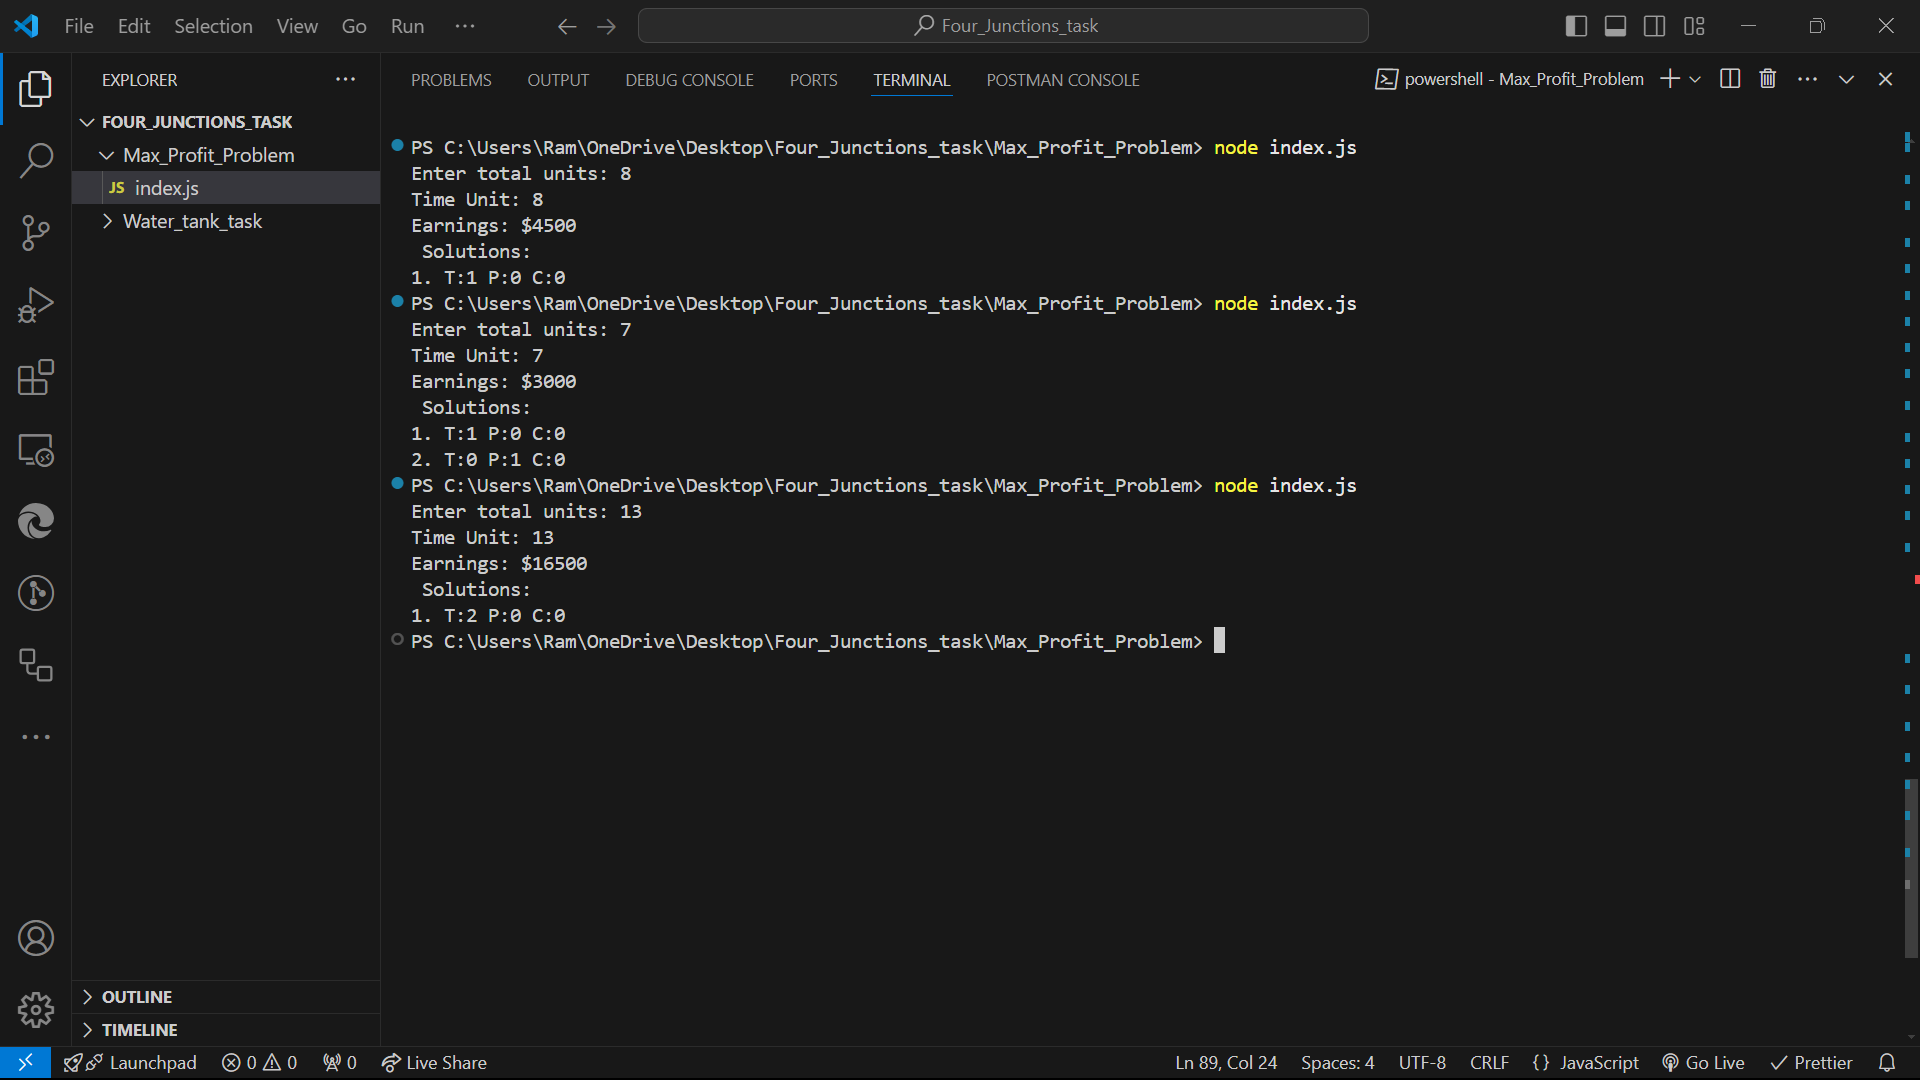 File Edit Selection View Go Run ··· Four_Junctions_task
EXPLORER ···
FOUR_JUNCTIONS_TASK
Max_Profit_Problem
JS index.js
Water_tank_task
OUTLINE
TIMELINE
PROBLEMS OUTPUT DEBUG CONSOLE PORTS TERMINAL POSTMAN CONSOLE powershell - Max_Profit_Problem
PS C:\Users\Ram\OneDrive\Desktop\Four_Junctions_task\Max_Profit_Problem> node index.js
Enter total units: 8
Time Unit: 8
Earnings: $4500
Solutions:
1. T:1 P:0 C:0
PS C:\Users\Ram\OneDrive\Desktop\Four_Junctions_task\Max_Profit_Problem> node index.js
Enter total units: 7
Time Unit: 7
Earnings: $3000
Solutions:
1. T:1 P:0 C:0
2. T:0 P:1 C:0
PS C:\Users\Ram\OneDrive\Desktop\Four_Junctions_task\Max_Profit_Problem> node index.js
Enter total units: 13
Time Unit: 13
Earnings: $16500
Solutions:
1. T:2 P:0 C:0
PS C:\Users\Ram\OneDrive\Desktop\Four_Junctions_task\Max_Profit_Problem>
Launchpad 0 0 0 Live Share Ln 89, Col 24 Spaces: 4 UTF-8 CRLF {} JavaScript Go Live Prettier